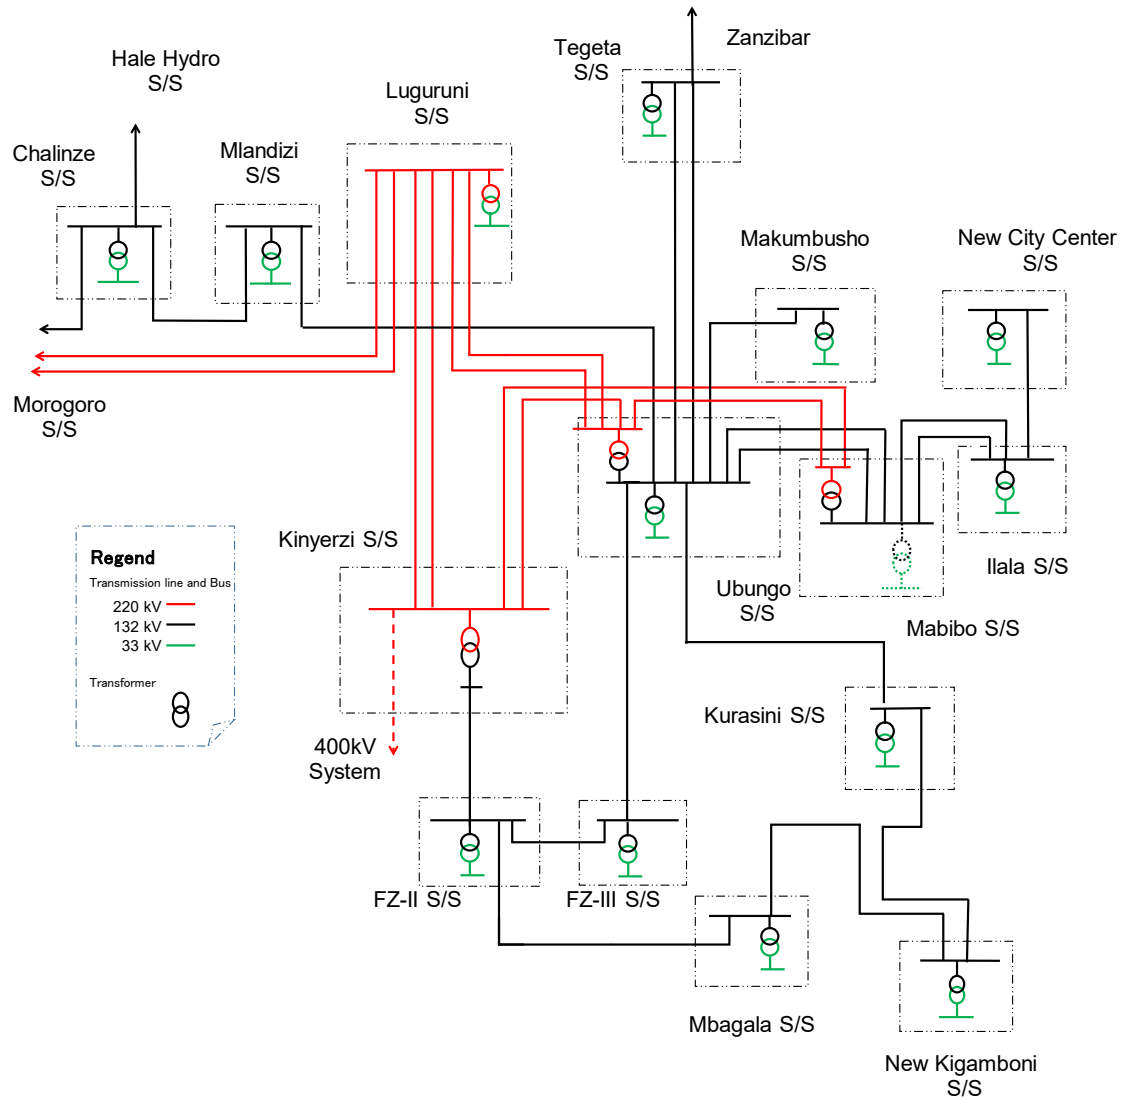 Zanzibar
Tegeta
S/S
Hale Hydro
S/S
Luguruni
S/S
Chalinze
S/S
Mlandizi
S/S
Makumbusho
S/S
New City Center
S/S
Morogoro
S/S
Kinyerzi S/S
Ubungo
S/S
Ilala S/S
Mabibo S/S
Regend
Transmission line and Bus
220 kV
132 kV
33 kV
Transformer
400kV
System
Kurasini S/S
FZ-II S/S
FZ-III S/S
Mbagala S/S
New Kigamboni
S/S